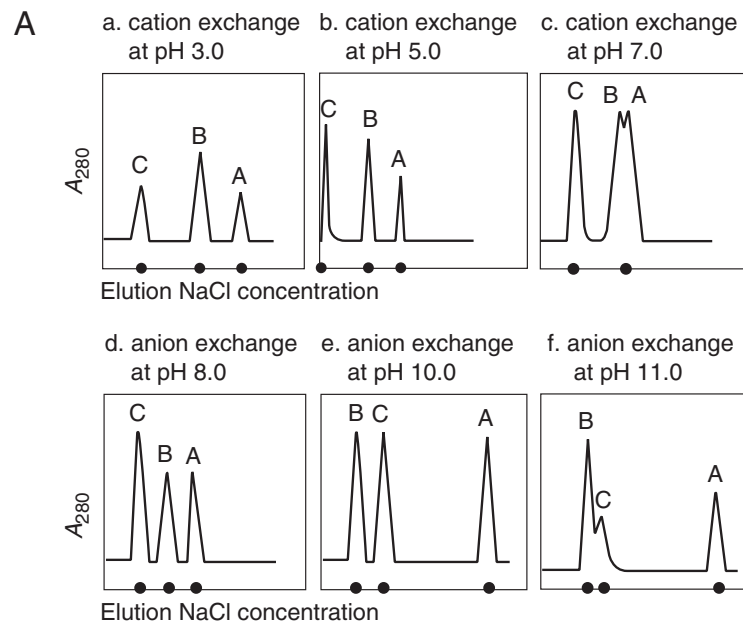 A
a. cation exchange
at pH 3.0
b. cation exchange
at pH 5.0
c. cation exchange
at pH 7.0
C
B
A
C
B
A
C
B
A
A280
Elution NaCl concentration
d. anion exchange
at pH 8.0
e. anion exchange
at pH 10.0
f. anion exchange
at pH 11.0
C
B
A
B
C
A
B
C
A
A280
Elution NaCl concentration